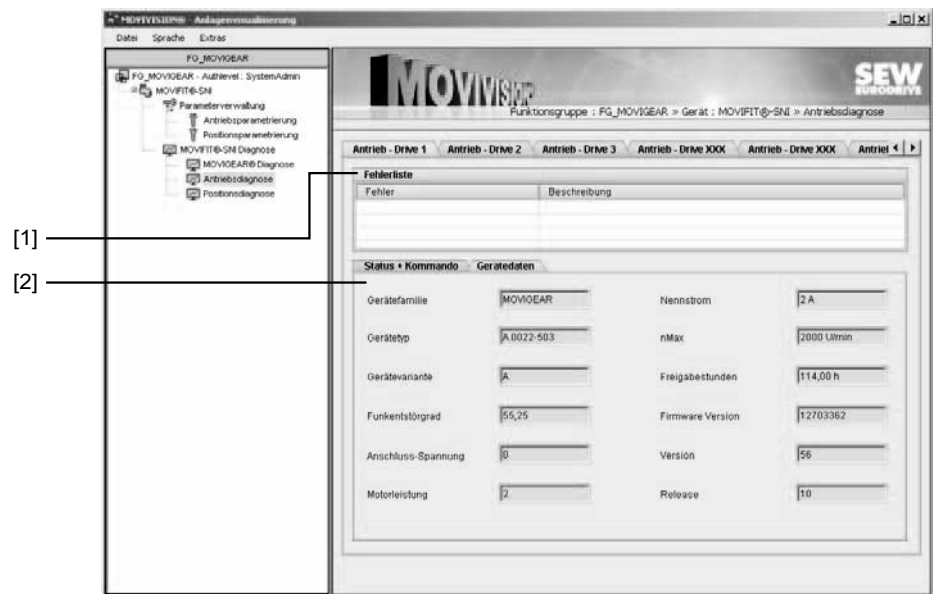 MOVIVISION® - Anlagenvisualisierung
Datei Sprache Extras
FG_MOVIGEAR
FG_MOVIGEAR - Authlevel : SystemAdmin
MOVIFIT®-SNI
Parameterverwaltung
Antriebsparametrierung
Positionsparametrierung
MOVIFIT®-SNI Diagnose
MOVIGEAR® Diagnose
Antriebsdiagnose
Positionsdiagnose
MOVIVISION
SEW
EURODRIVE
Funktionsgruppe : FG_MOVIGEAR » Gerät : MOVIFIT®-SNI » Antriebsdiagnose
Antrieb - Drive 1 Antrieb - Drive 2 Antrieb - Drive 3 Antrieb - Drive XXX Antrieb - Drive XXX Antriel
[1]
Fehlerliste
Fehler Beschreibung
[2]
Status + Kommando Gerätedaten
Gerätefamilie MOVIGEAR Nennstrom 2 A
Gerätetyp A 0022-503 nMax 2000 U/min
Gerätevariante A Freigabestunden 114,00 h
Funkentstörgrad 55,25 Firmware Version 12703362
Anschluss-Spannung 0 Version 56
Motorleistung 2 Release 10